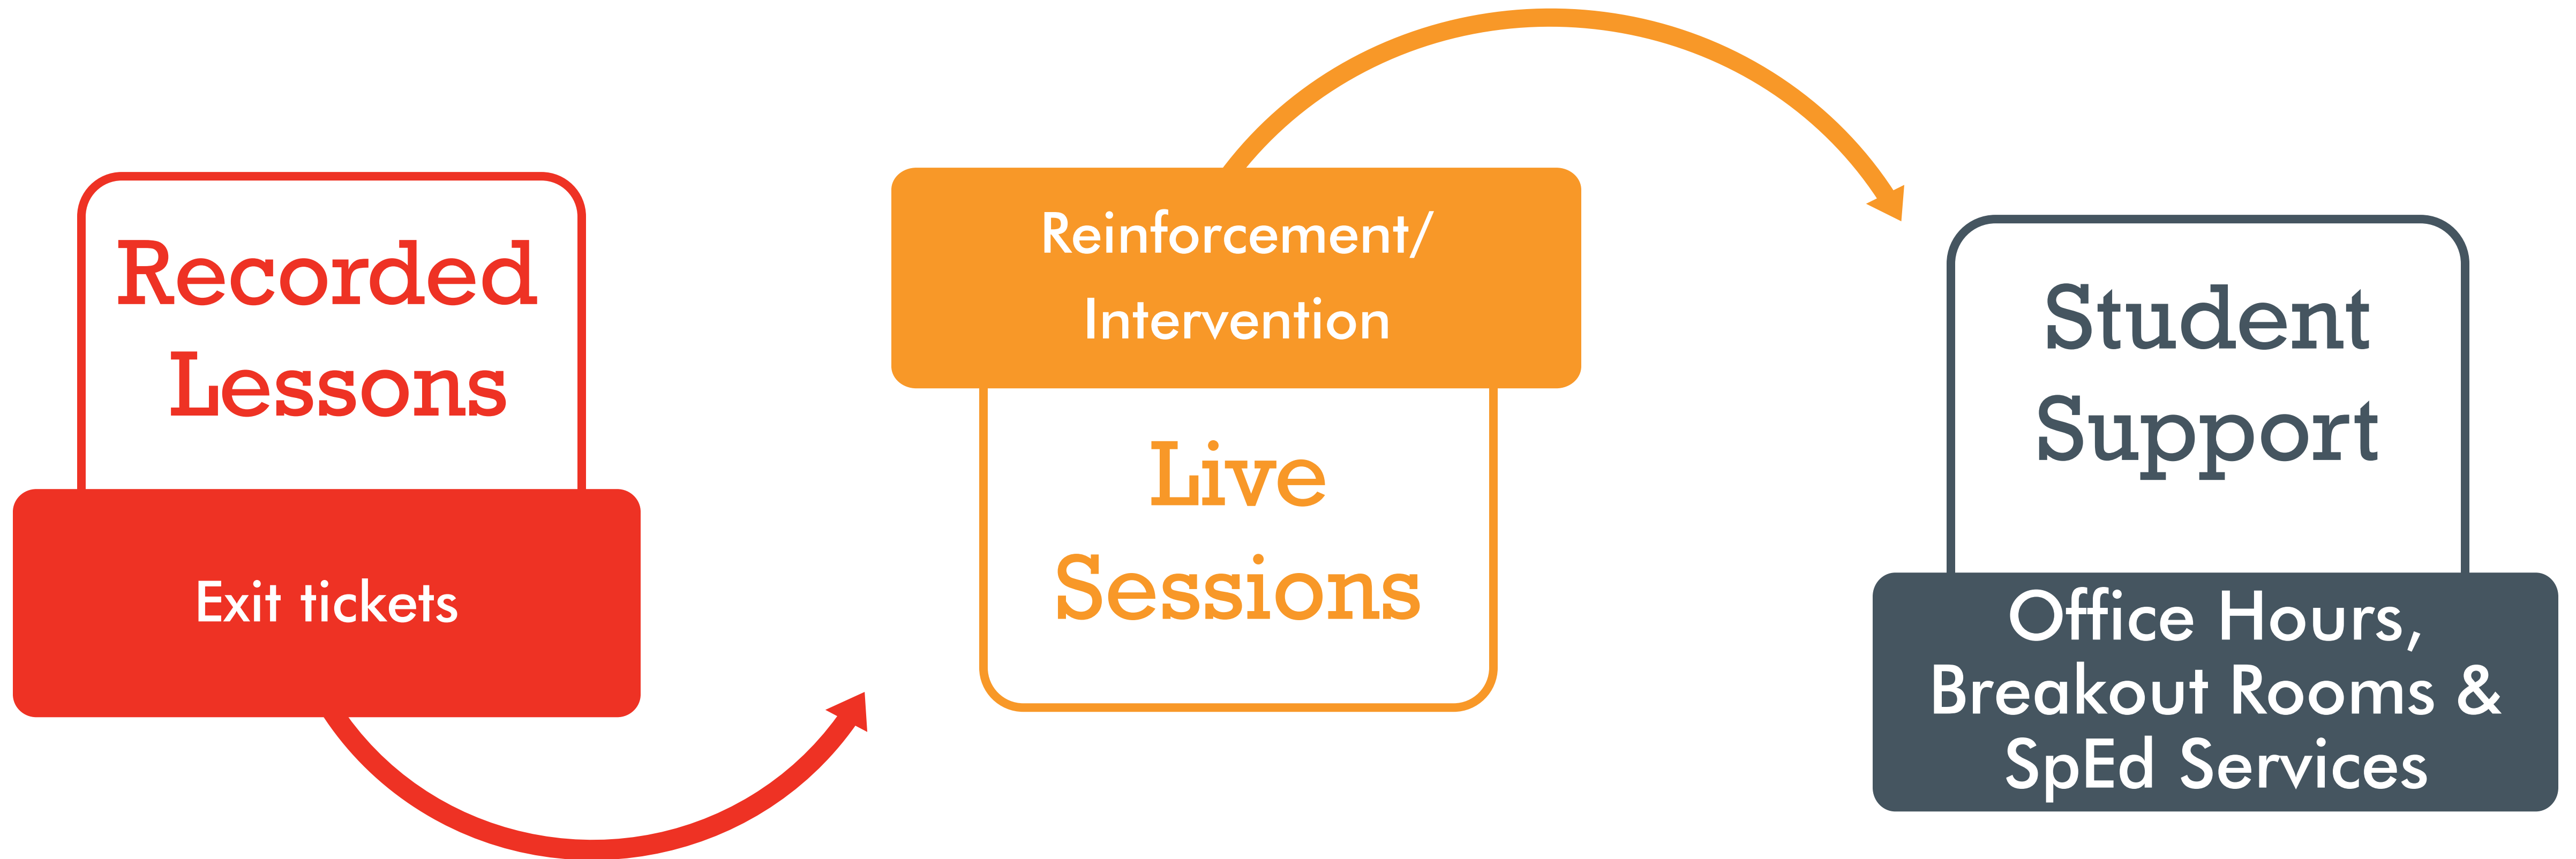 Recorded
Lessons
Exit tickets
Reinforcement/
Intervention
Live
Sessions
Student
Support
Office Hours,
Breakout Rooms &
SpEd Services